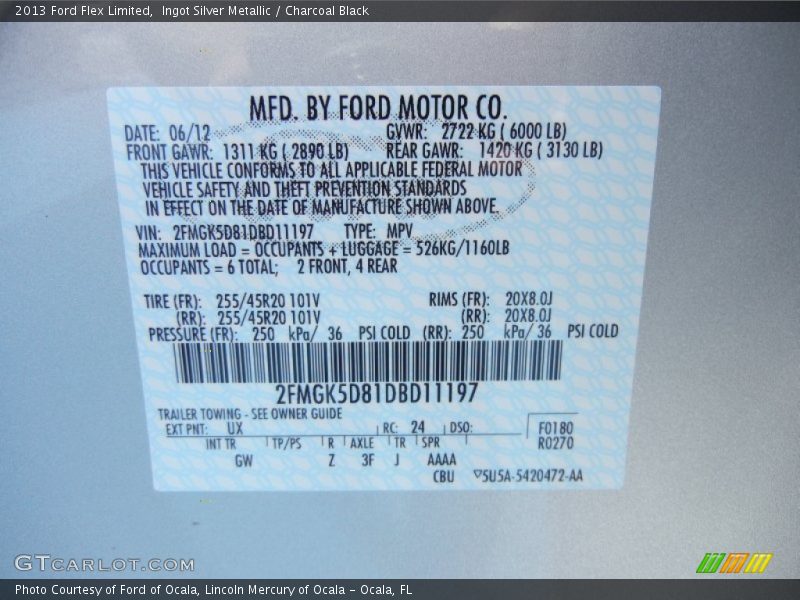 2013 Ford Flex Limited,  Ingot Silver Metallic / Charcoal Black
MFD. BY FORD MOTOR CO.
DATE: 06/12 GVWR: 2722 KG ( 6000 LB)
FRONT GAWR: 1311 KG ( 2890 LB) REAR GAWR: 1420 KG ( 3130 LB)
THIS VEHICLE CONFORMS TO ALL APPLICABLE FEDERAL MOTOR
VEHICLE SAFETY AND THEFT PREVENTION STANDARDS
IN EFFECT ON THE DATE OF MANUFACTURE SHOWN ABOVE.
VIN: 2FMGK5D81DBD11197 TYPE: MPV
MAXIMUM LOAD = OCCUPANTS + LUGGAGE = 526KG/1160LB
OCCUPANTS = 6 TOTAL; 2 FRONT, 4 REAR
TIRE (FR): 255/45R20 101V RIMS (FR): 20X8.0J
(RR): 255/45R20 101V (RR): 20X8.0J
PRESSURE (FR): 250 kPa/ 36 PSI COLD (RR): 250 kPa/ 36 PSI COLD
2FMGK5D81DBD11197
TRAILER TOWING - SEE OWNER GUIDE
EXT PNT: UX RC: 24 DSO: F0180
INT TR TP/PS R AXLE TR SPR R0270
GW Z 3F J AAAA
CBU ▽5U5A-5420472-AA
GTCARLOT.COM
Photo Courtesy of Ford of Ocala, Lincoln Mercury of Ocala – Ocala, FL